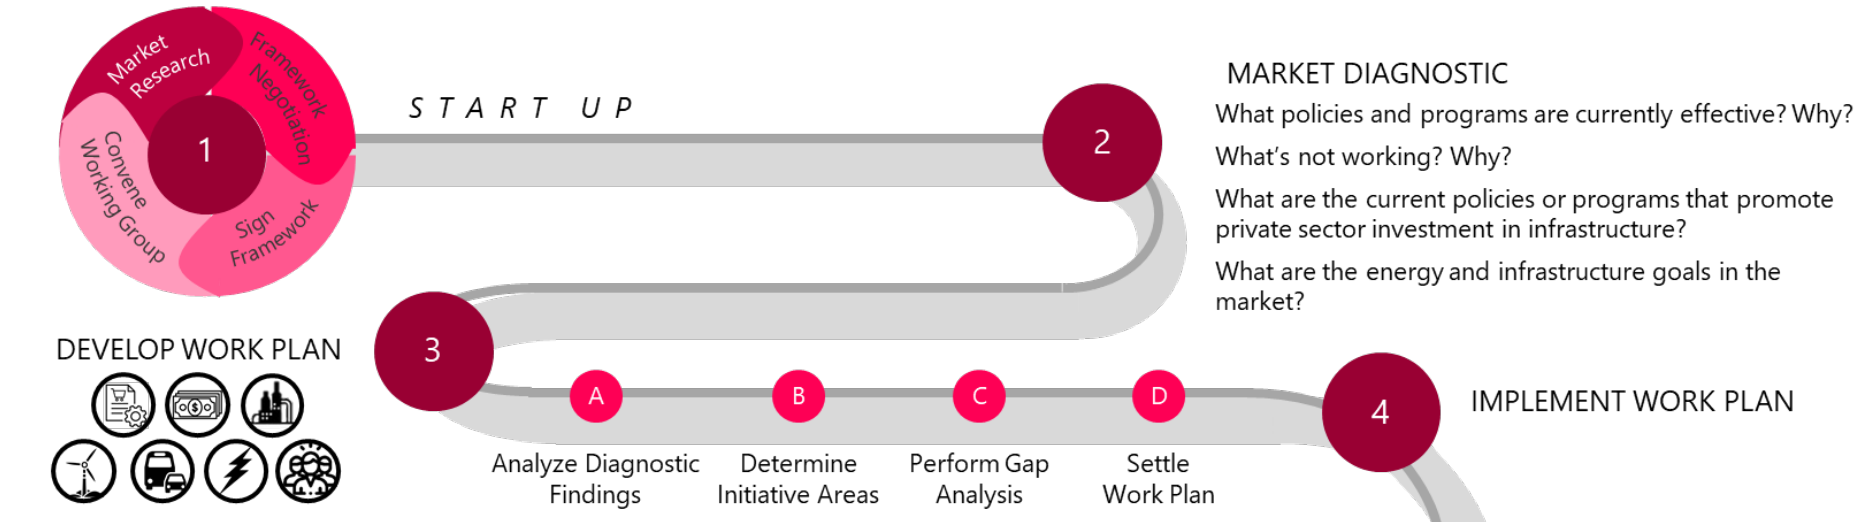 Market
Research
Framework
Negotiation
1
Convene
Working Group
Sign
Framework
START UP
2
MARKET DIAGNOSTIC
What policies and programs are currently effective? Why?
What's not working? Why?
What are the current policies or programs that promote
private sector investment in infrastructure?
What are the energy and infrastructure goals in the
market?
DEVELOP WORK PLAN
$
3
A
B
C
D
Analyze Diagnostic
Findings
Determine
Initiative Areas
Perform Gap
Analysis
Settle
Work Plan
4
IMPLEMENT WORK PLAN